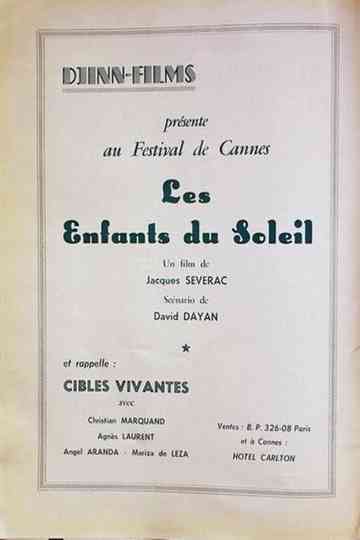 DJINN-FILMS
présente
au Festival de Cannes
Les
Enfants du Soleil
Un film de
Jacques SEVERAC
Scénario de
David DAYAN
★
et rappelle :
CIBLES VIVANTES
avec
Christian MARQUAND
Agnès LAURENT
Angel ARANDA - Mariza de LEZA
Ventes : B. P. 326-08 Paris
et à Cannes :
HOTEL CARLTON